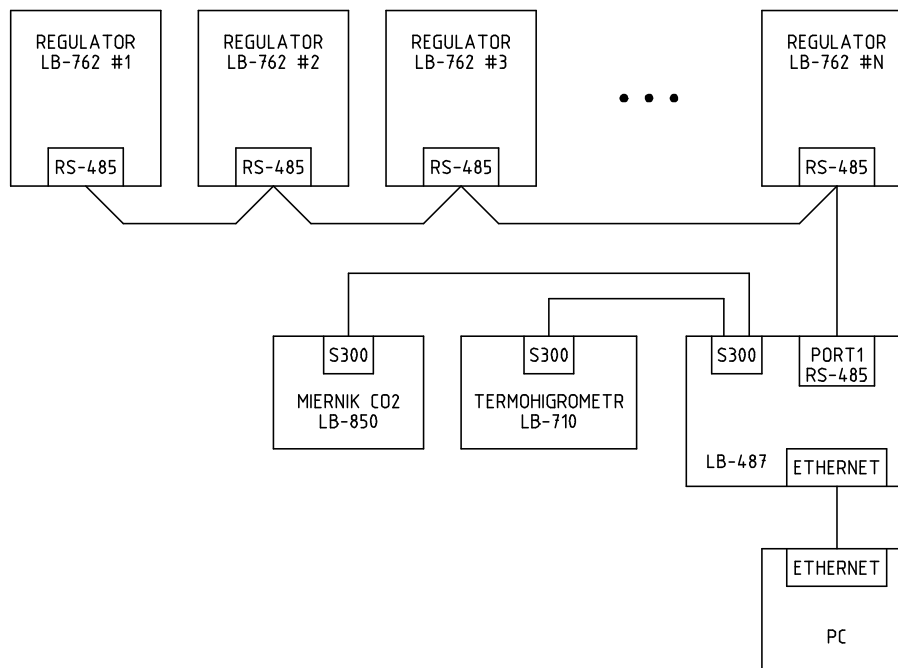 REGULATOR
LB-762 #1
RS-485
REGULATOR
LB-762 #2
RS-485
REGULATOR
LB-762 #3
RS-485
REGULATOR
LB-762 #N
RS-485
S300
MIERNIK CO2
LB-850
S300
TERMOHIGROMETR
LB-710
S300
PORT1
RS-485
LB-487
ETHERNET
ETHERNET
PC